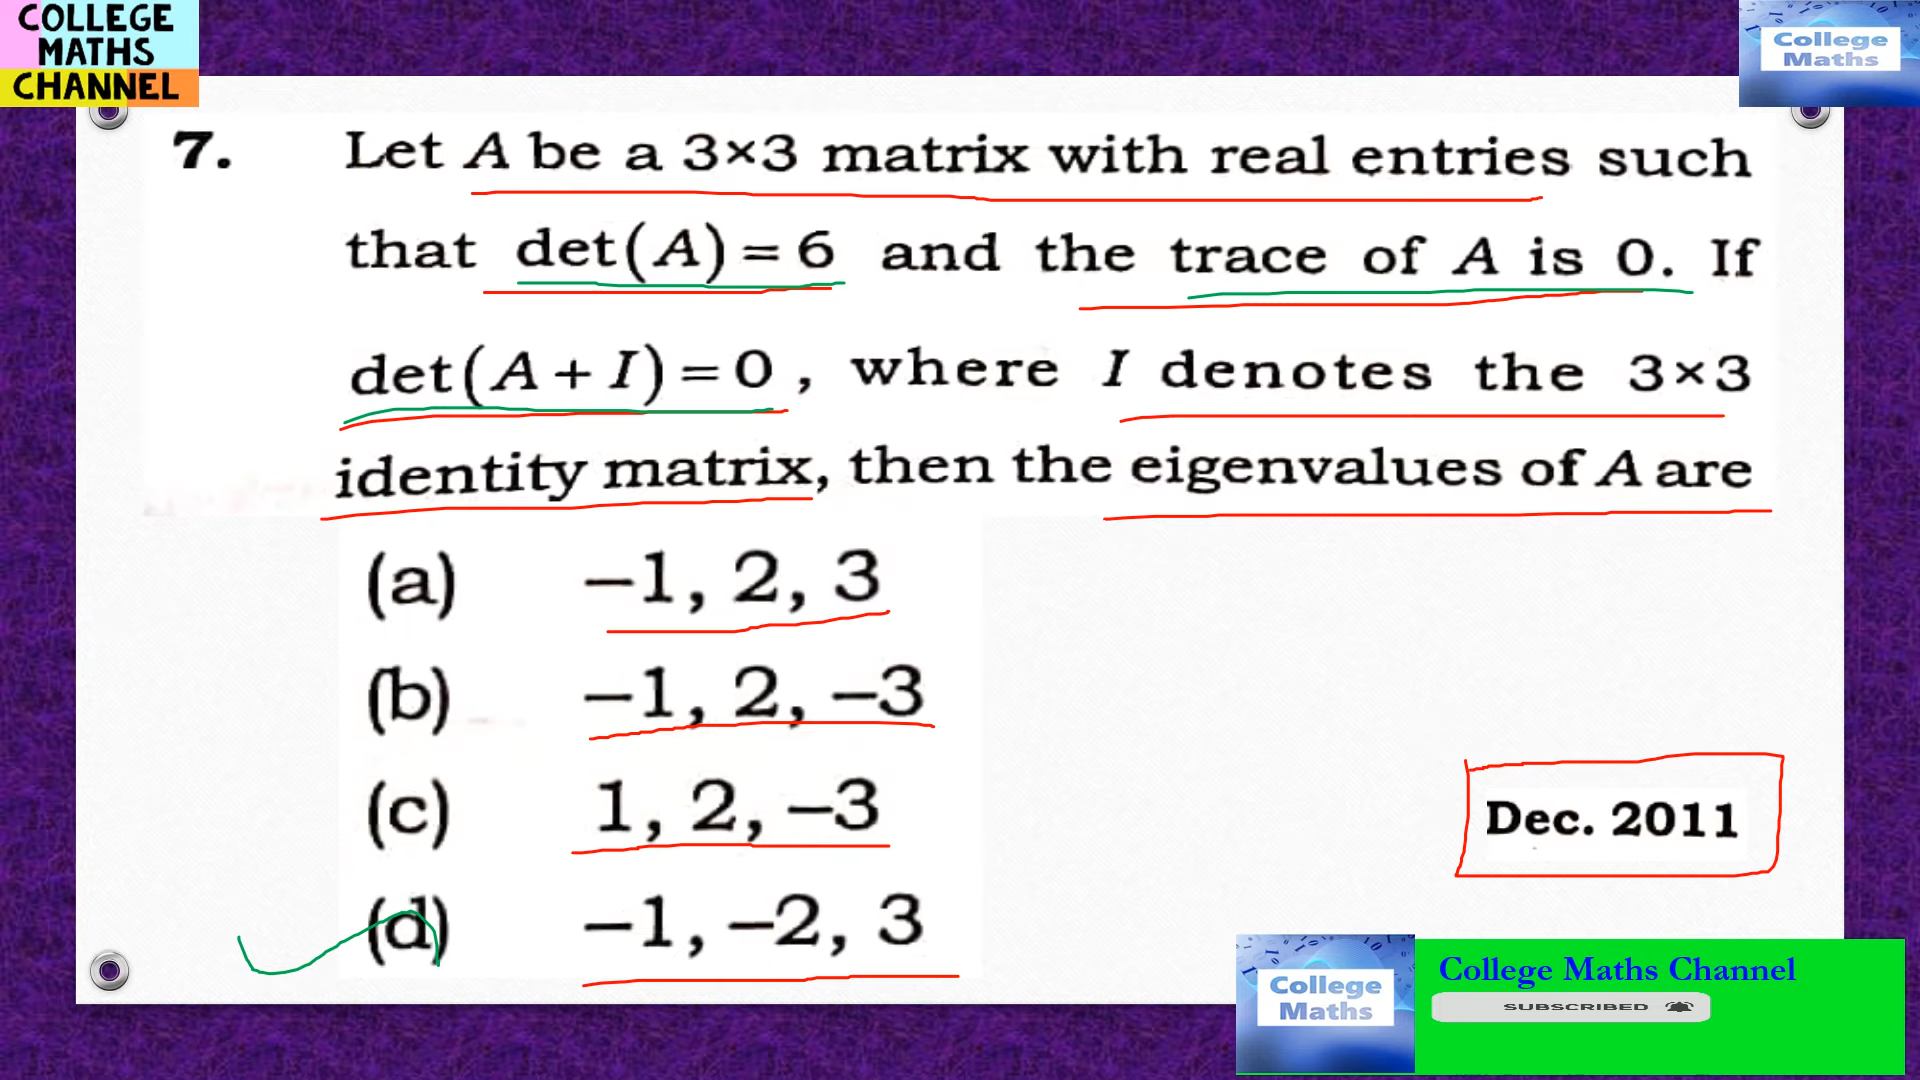 COLLEGE
MATHS
CHANNEL
College
Maths
7. Let A be a 3×3 matrix with real entries such
that det(A)=6 and the trace of A is 0. If
det(A+I)=0, where I denotes the 3×3
identity matrix, then the eigenvalues of A are
(a) −1, 2, 3
(b) −1, 2, −3
(c) 1, 2, −3
(d) −1, −2, 3
Dec. 2011
College
Maths
College Maths Channel
SUBSCRIBED